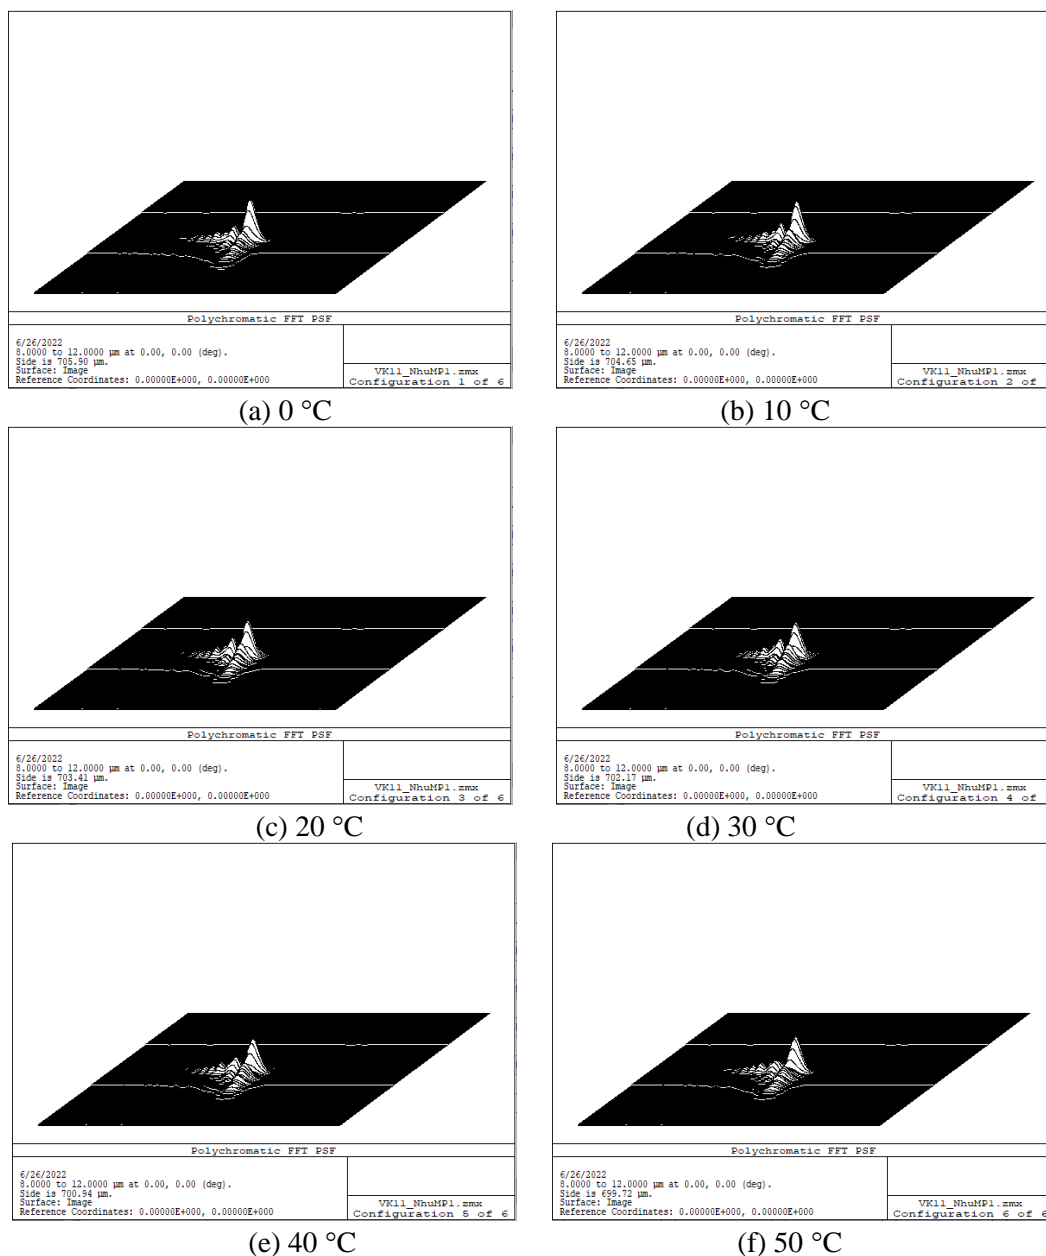 Polychromatic FFT PSF
6/26/2022
8.0000 to 12.0000 µm at 0.00, 0.00 (deg).
Side is 705.90 µm.
Surface: Image
Reference Coordinates: 0.00000E+000, 0.00000E+000
VK11_NhuMP1.zmx
Configuration 1 of 6
(a) 0 °C
Polychromatic FFT PSF
6/26/2022
8.0000 to 12.0000 µm at 0.00, 0.00 (deg).
Side is 704.65 µm.
Surface: Image
Reference Coordinates: 0.00000E+000, 0.00000E+000
VK11_NhuMP1.zmx
Configuration 2 of
(b) 10 °C
Polychromatic FFT PSF
6/26/2022
8.0000 to 12.0000 µm at 0.00, 0.00 (deg).
Side is 703.41 µm.
Surface: Image
Reference Coordinates: 0.00000E+000, 0.00000E+000
VK11_NhuMP1.zmx
Configuration 3 of 6
(c) 20 °C
Polychromatic FFT PSF
6/26/2022
8.0000 to 12.0000 µm at 0.00, 0.00 (deg).
Side is 702.17 µm.
Surface: Image
Reference Coordinates: 0.00000E+000, 0.00000E+000
VK11_NhuMP1.zmx
Configuration 4 of
(d) 30 °C
Polychromatic FFT PSF
6/26/2022
8.0000 to 12.0000 µm at 0.00, 0.00 (deg).
Side is 700.94 µm.
Surface: Image
Reference Coordinates: 0.00000E+000, 0.00000E+000
VK11_NhuMP1.zmx
Configuration 5 of 6
(e) 40 °C
Polychromatic FFT PSF
6/26/2022
8.0000 to 12.0000 µm at 0.00, 0.00 (deg).
Side is 699.72 µm.
Surface: Image
Reference Coordinates: 0.00000E+000, 0.00000E+000
VK11_NhuMP1.zmx
Configuration 6 of 6
(f) 50 °C